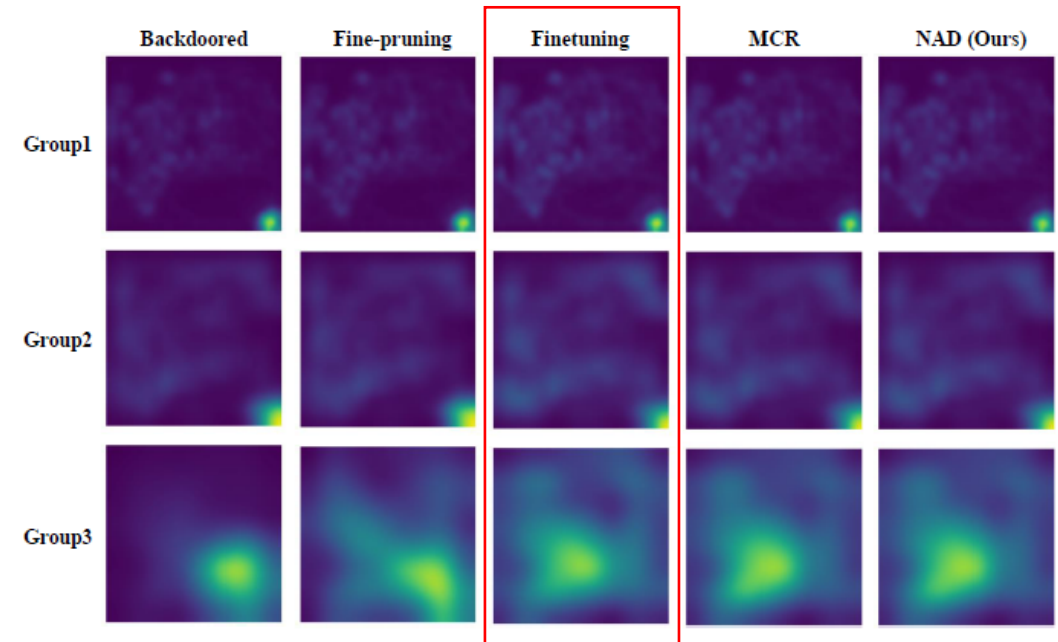 Backdoored Fine-pruning Finetuning MCR NAD (Ours)
Group1
Group2
Group3